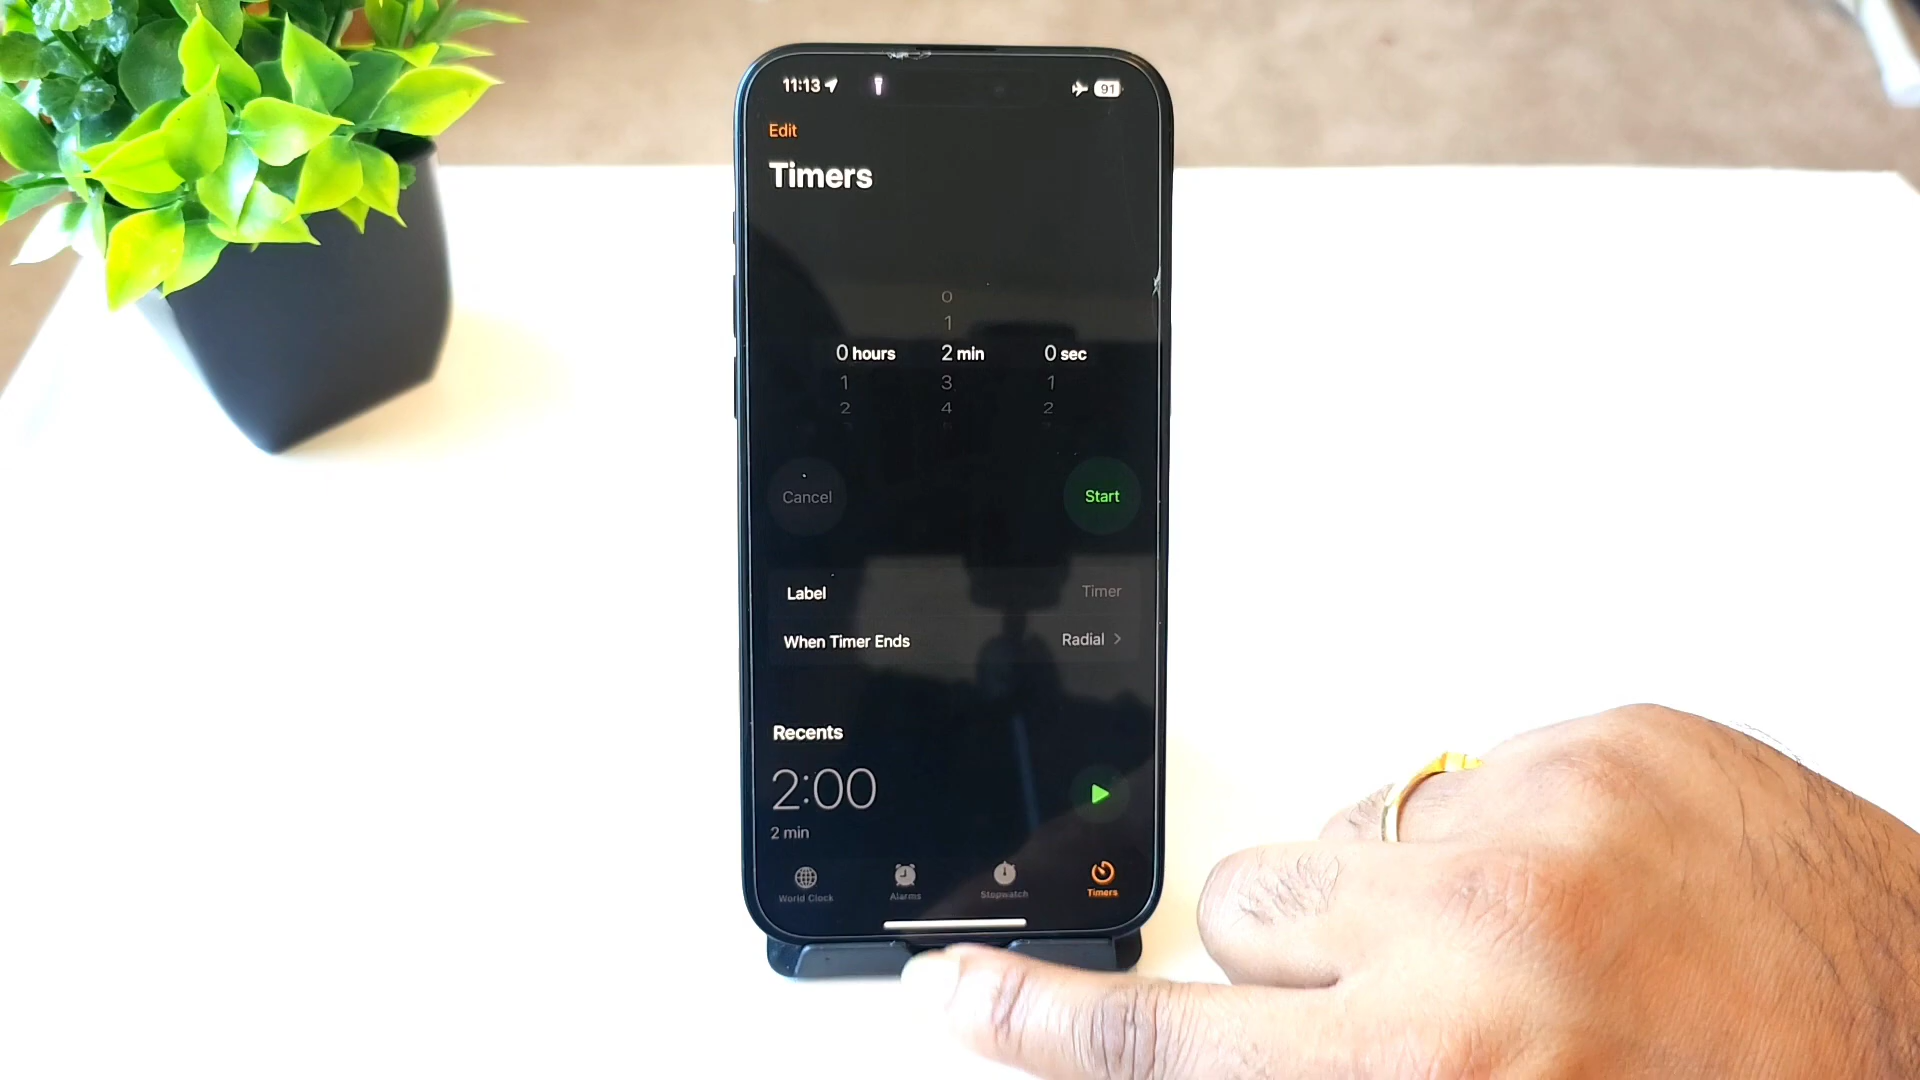 11:13
91
Edit
Timers
0
1
0 hours 2 min 0 sec
1 3 1
2 4 2
Cancel Start
Label Timer
When Timer Ends Radial
Recents
2:00
2 min
World Clock Alarms Stopwatch Timers